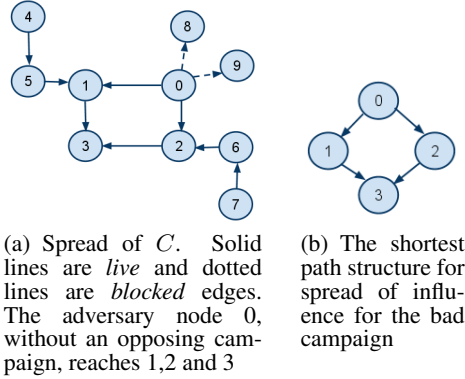 4
8
9
5
1
0
3
2
6
7
0
1
2
3
(a) Spread of C. Solid
lines are live and dotted
lines are blocked edges.
The adversary node 0,
without an opposing cam-
paign, reaches 1,2 and 3
(b) The shortest
path structure for
spread of influ-
ence for the bad
campaign